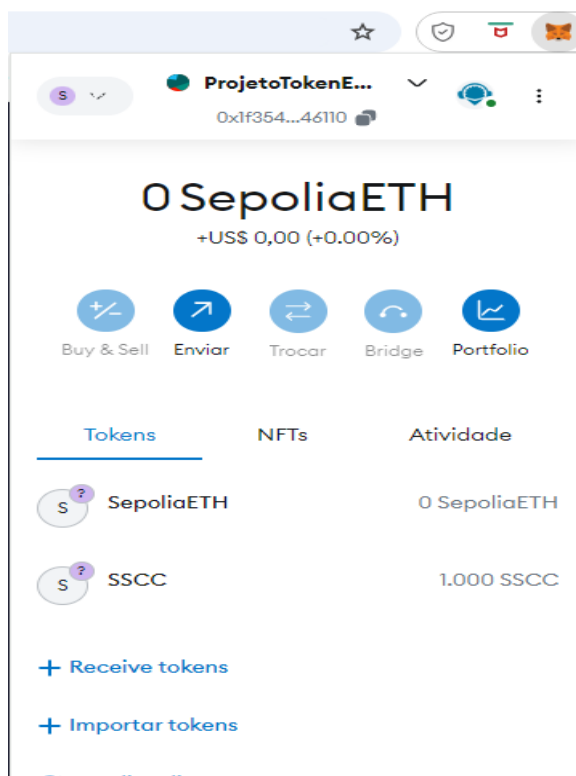 S
ProjetoTokenE...
0x1f354...46110
0 SepoliaETH
+US$ 0,00 (+0.00%)
Buy & Sell Enviar Trocar Bridge Portfolio
Tokens NFTs Atividade
S ? SepoliaETH 0 SepoliaETH
S ? SSCC 1.000 SSCC
+ Receive tokens
+ Importar tokens